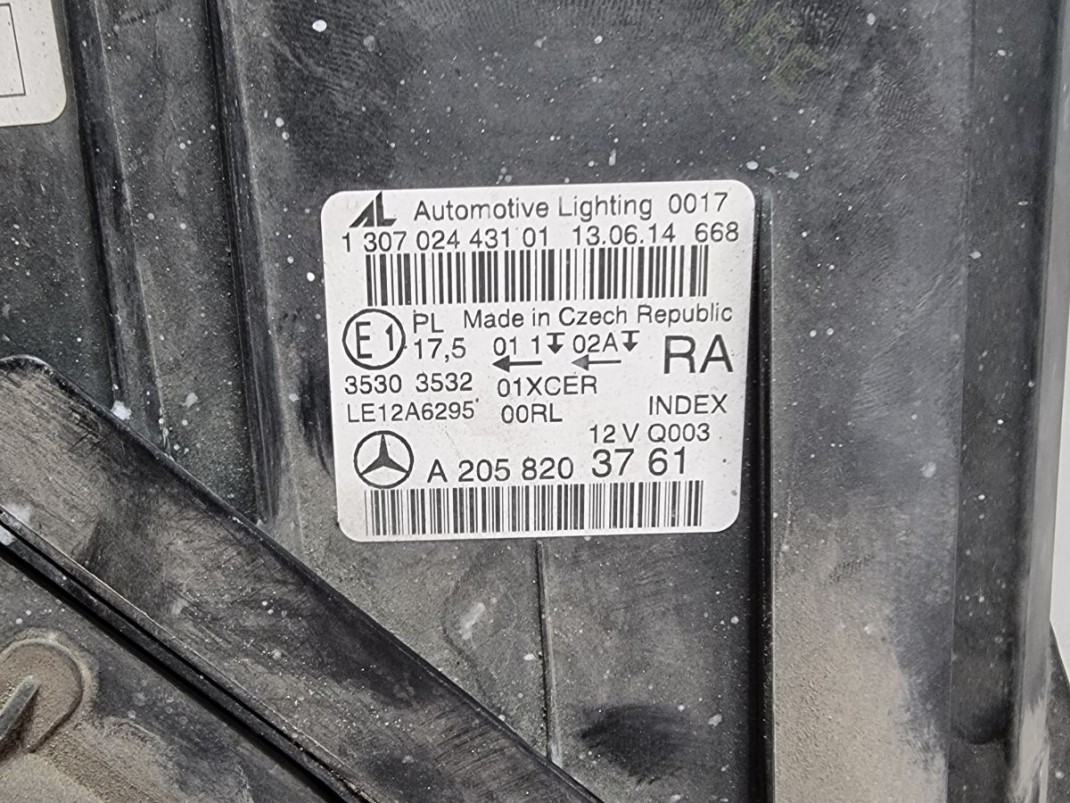 AL Automotive Lighting 0017
1 307 024 431 01 13.06.14 668
E1 PL Made in Czech Republic
17,5 01 1 02A RA
3530 3532 01XCER
LE12A6295 00RL INDEX
12 V Q003
A 205 820 37 61